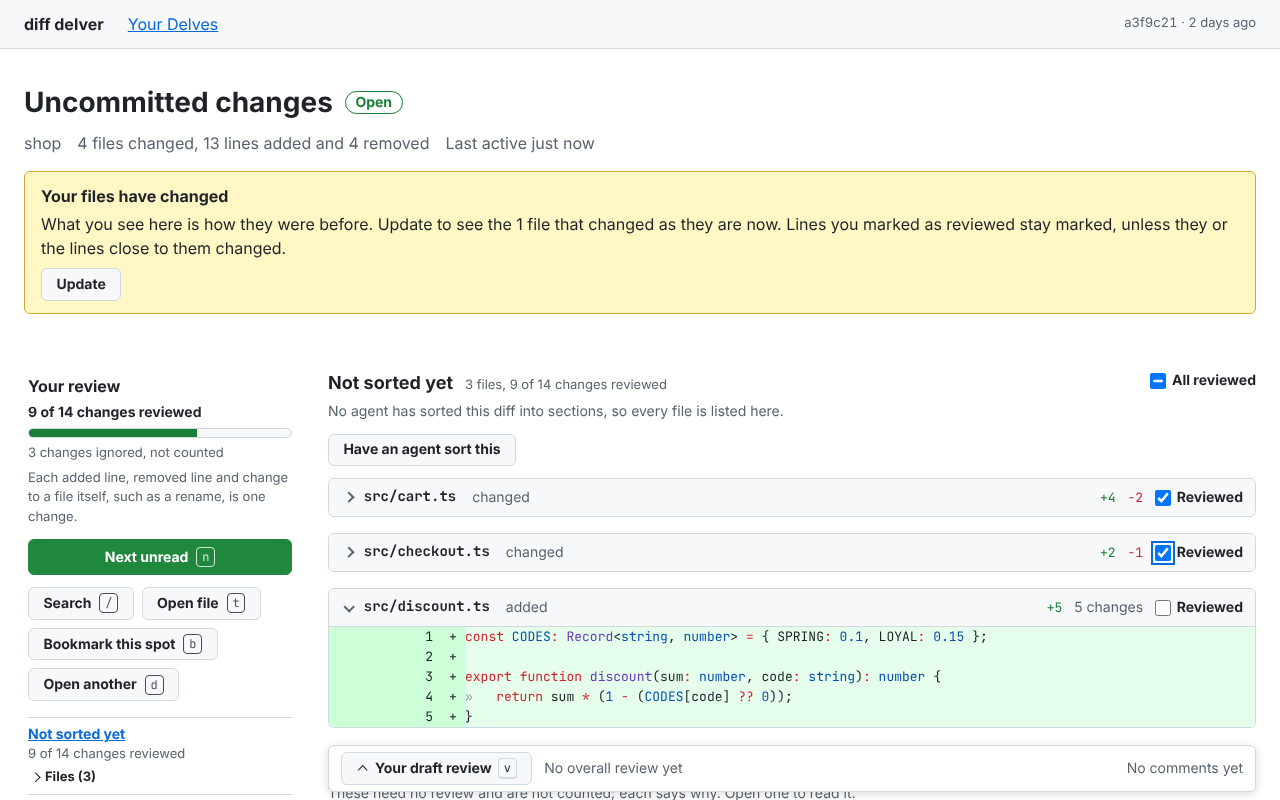 diff delver Your Delves a3f9c21 · 2 days ago
Uncommitted changes Open
shop 4 files changed, 13 lines added and 4 removed Last active just now
Your files have changed
What you see here is how they were before. Update to see the 1 file that changed as they are now. Lines you marked as reviewed stay marked, unless they or
the lines close to them changed.
Update
Your review
9 of 14 changes reviewed
3 changes ignored, not counted
Each added line, removed line and change
to a file itself, such as a rename, is one
change.
Next unread n
Search / Open file t
Bookmark this spot b
Open another d
Not sorted yet
9 of 14 changes reviewed
Files (3)
Not sorted yet 3 files, 9 of 14 changes reviewed All reviewed
No agent has sorted this diff into sections, so every file is listed here.
Have an agent sort this
src/cart.ts changed +4 -2 Reviewed
src/checkout.ts changed +2 -1 Reviewed
src/discount.ts added +5 5 changes Reviewed
1 + const CODES: Record<string, number> = { SPRING: 0.1, LOYAL: 0.15 };
2 +
3 + export function discount(sum: number, code: string): number {
4 + » return sum * (1 - (CODES[code] ?? 0));
5 + }
Your draft review v No overall review yet No comments yet
These need no review and are not counted; each says why. Open one to read it.